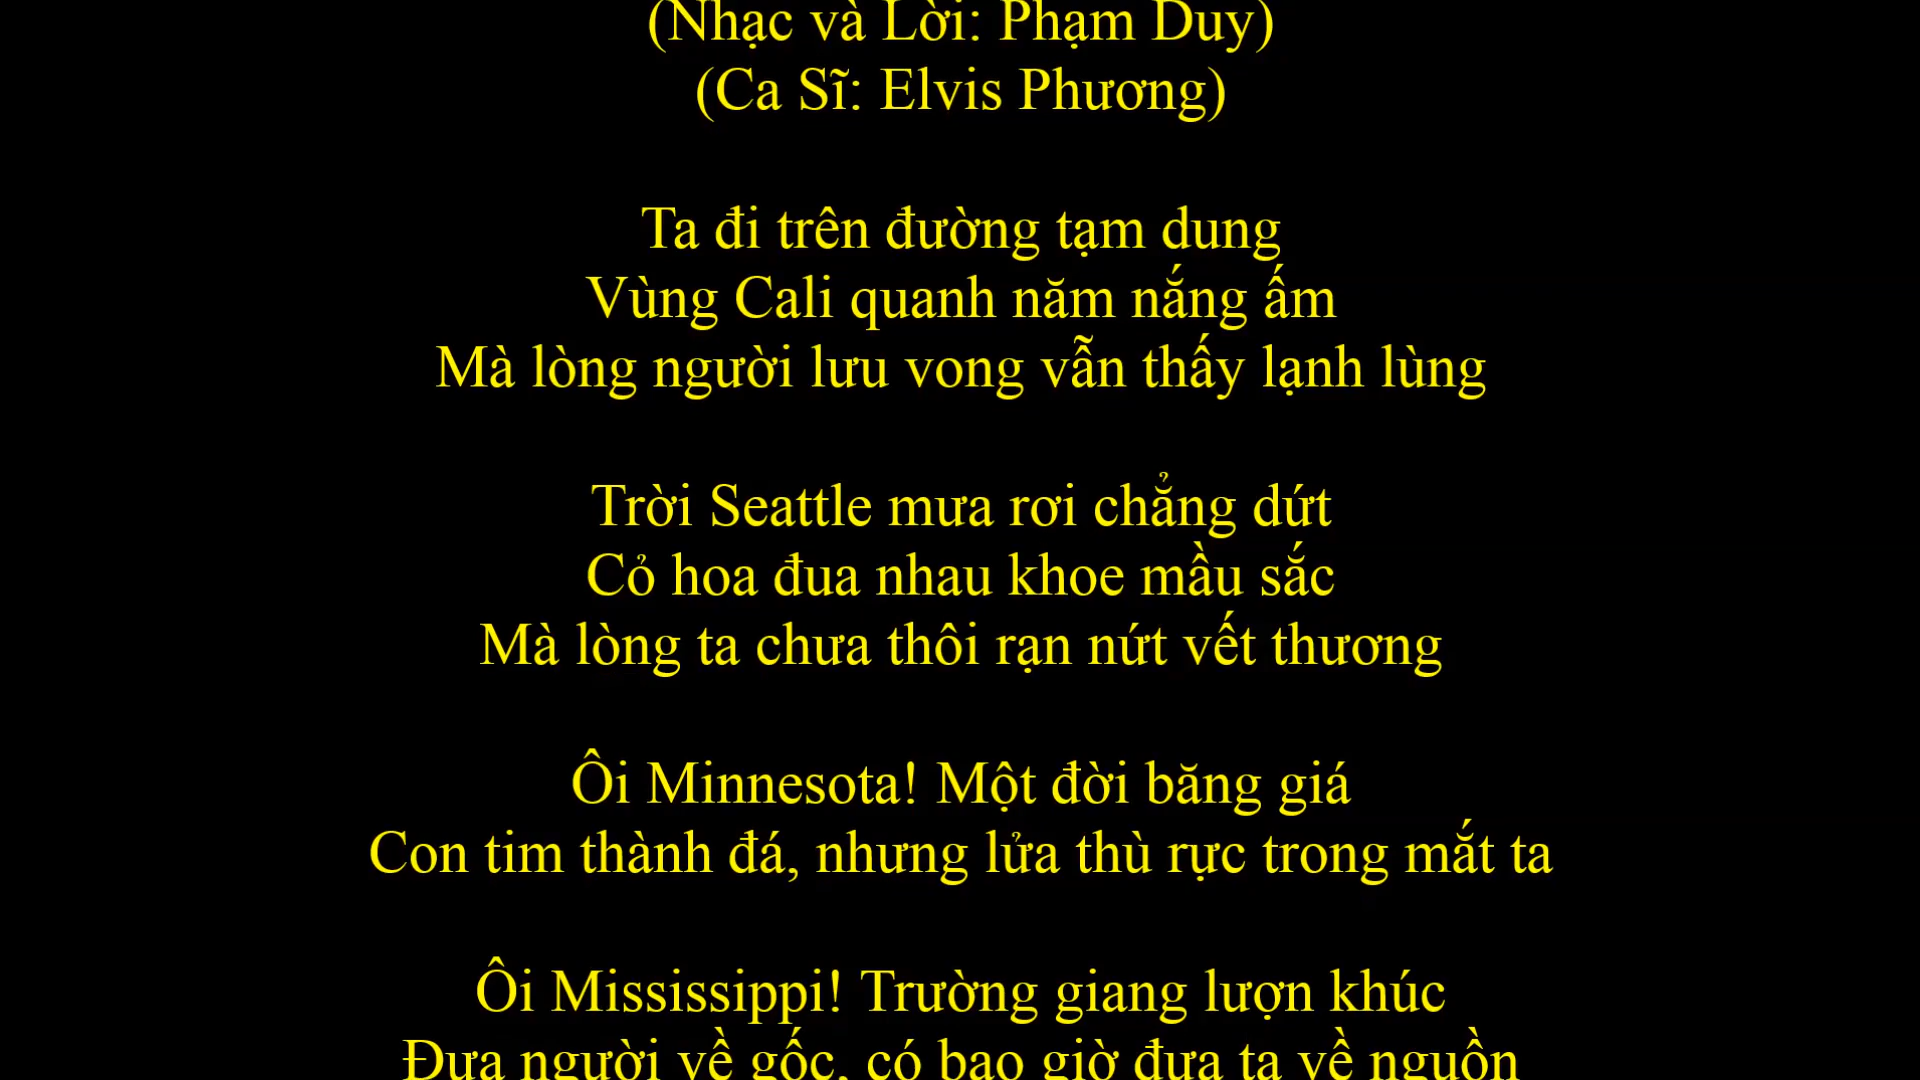 (Nhạc và Lời: Phạm Duy)
(Ca Sĩ: Elvis Phương)
Ta đi trên đường tạm dung
Vùng Cali quanh năm nắng ấm
Mà lòng người lưu vong vẫn thấy lạnh lùng
Trời Seattle mưa rơi chẳng dứt
Cỏ hoa đua nhau khoe mầu sắc
Mà lòng ta chưa thôi rạn nứt vết thương
Ôi Minnesota! Một đời băng giá
Con tim thành đá, nhưng lửa thù rực trong mắt ta
Ôi Mississippi! Trường giang lượn khúc
Đưa người về gốc, có bao giờ đưa ta về nguồn